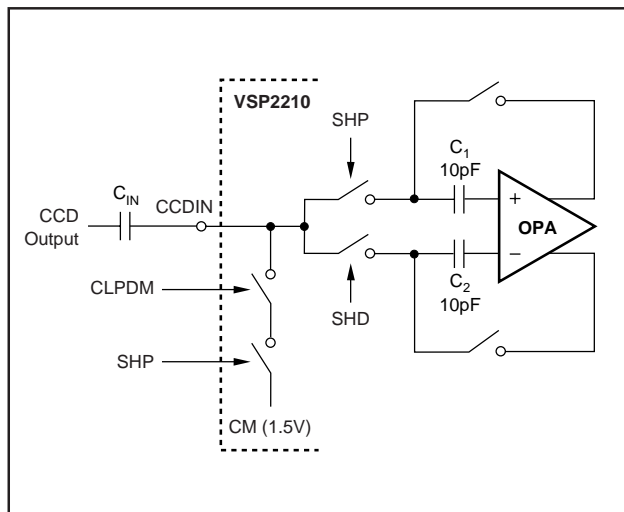 VSP2210
SHP
C1
10pF
CIN
CCDIN
CCD
Output
+
OPA
–
C2
10pF
CLPDM
SHD
SHP
CM (1.5V)